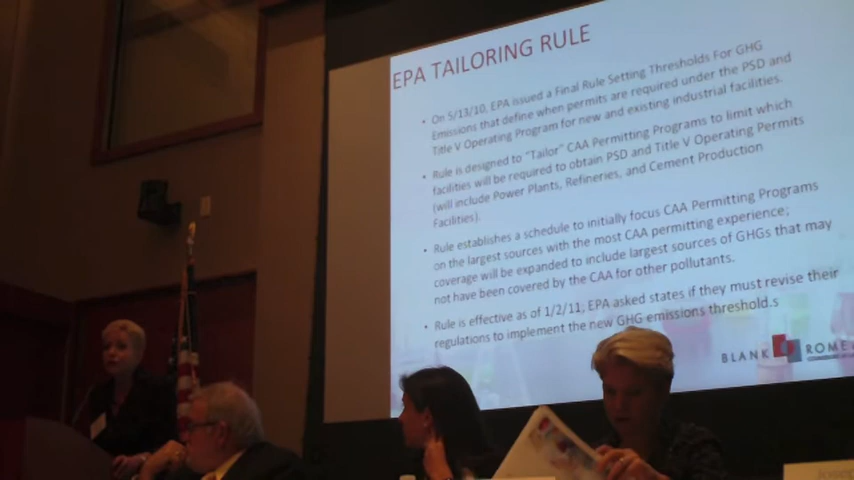 EPA TAILORING RULE
• On 5/13/10, EPA issued a Final Rule Setting Thresholds For GHG
Emissions that define when permits are required under the PSD and
Title V Operating Program for new and existing industrial facilities.
• Rule is designed to "Tailor" CAA Permitting Programs to limit which
facilities will be required to obtain PSD and Title V Operating Permits
(will include Power Plants, Refineries, and Cement Production
Facilities).
• Rule establishes a schedule to initially focus CAA Permitting Programs
on the largest sources with the most CAA permitting experience;
coverage will be expanded to include largest sources of GHGs that may
not have been covered by the CAA for other pollutants.
• Rule is effective as of 1/2/11; EPA asked states if they must revise their
regulations to implement the new GHG emissions threshold.s
BLANK ROME